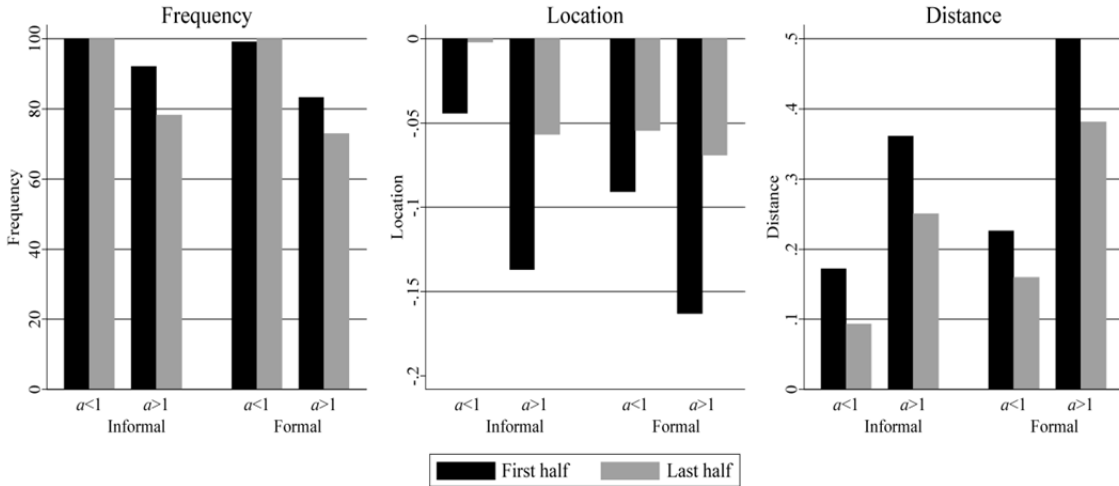 Frequency
Frequency
100
80
60
40
20
0
a<1 a>1 a<1 a>1
Informal Formal
Location
Location
0
-.05
-.1
-.15
-.2
a<1 a>1 a<1 a>1
Informal Formal
Distance
Distance
.5
.4
.3
.2
.1
0
a<1 a>1 a<1 a>1
Informal Formal
First half Last half